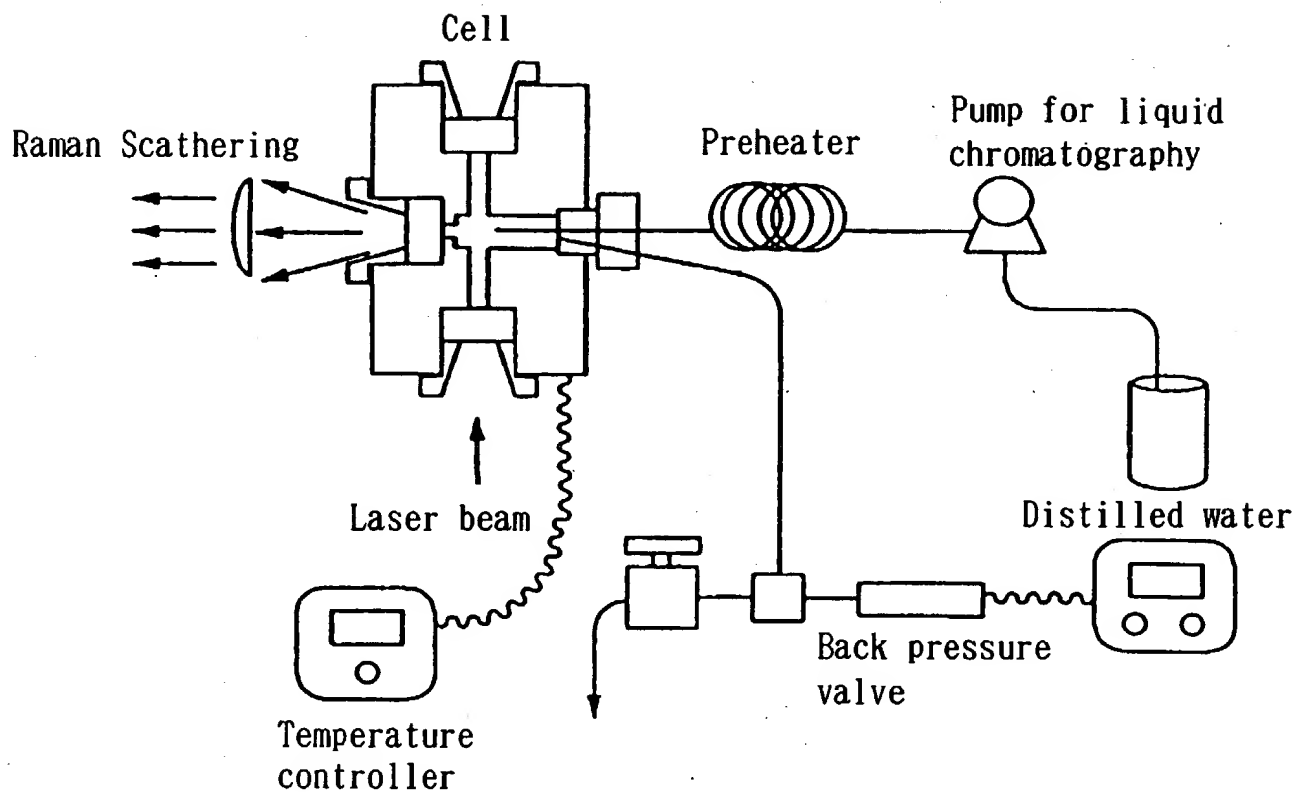 Cell
Raman Scathering
Preheater
Pump for liquid
chromatography
Laser beam
Distilled water
Back pressure
valve
Temperature
controller